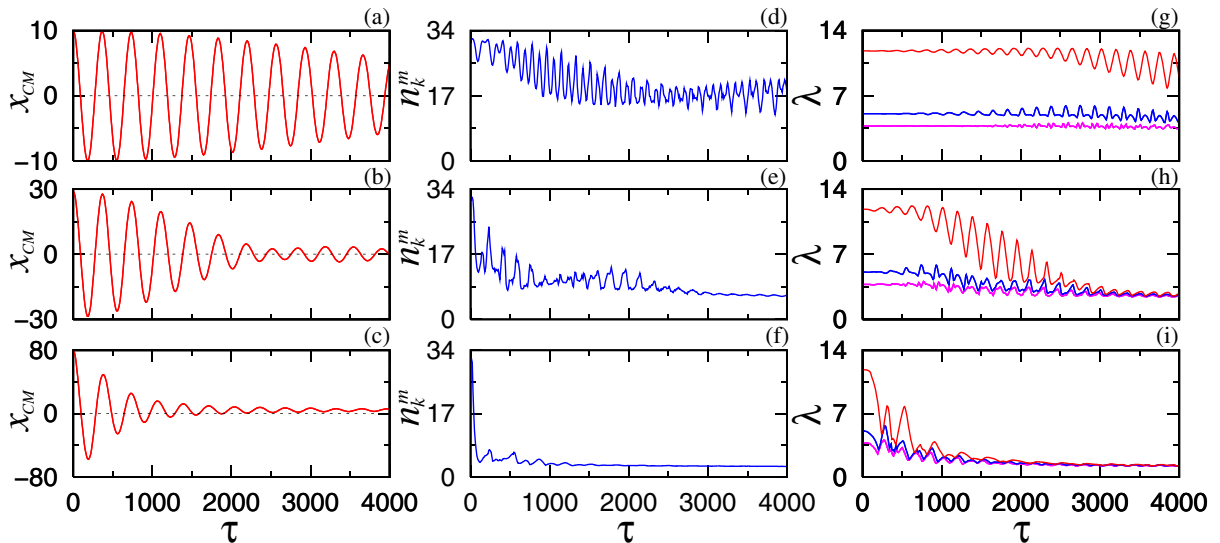 (a)
10
0
−10
x_CM
(d)
34
17
0
n_k^m
(g)
14
7
0
λ
(b)
30
0
−30
x_CM
(e)
34
17
0
n_k^m
(h)
14
7
0
λ
(c)
80
0
−80
x_CM
0 1000 2000 3000 4000
τ
(f)
34
17
0
n_k^m
0 1000 2000 3000 4000
τ
(i)
14
7
0
λ
0 1000 2000 3000 4000
τ